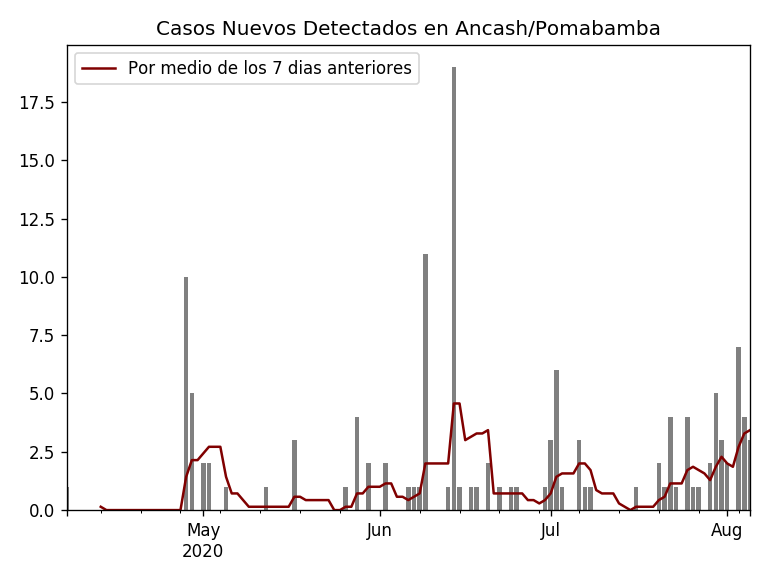 Casos Nuevos Detectados en Ancash/Pomabamba
Por medio de los 7 dias anteriores
17.5
15.0
12.5
10.0
7.5
5.0
2.5
0.0
May
2020
Jun
Jul
Aug